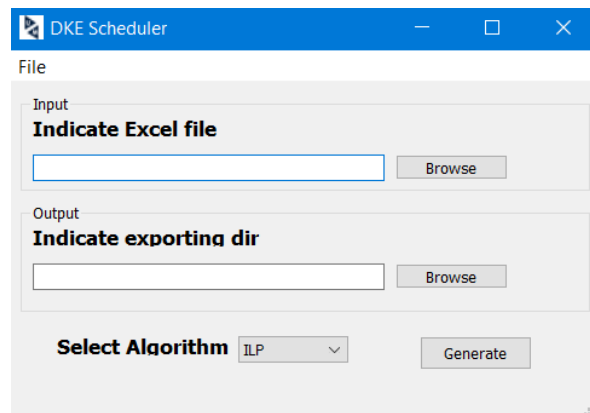 DKE Scheduler
File
Input
Indicate Excel file
Browse
Output
Indicate exporting dir
Browse
Select Algorithm ILP Generate